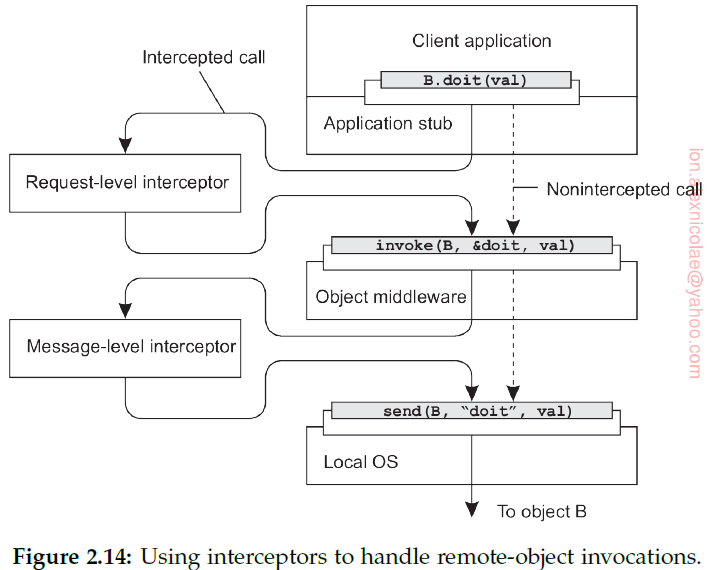 Client application
Intercepted call
B.doit(val)
Application stub
Request-level interceptor
Nonintercepted call
invoke(B, &doit, val)
Object middleware
Message-level interceptor
send(B, “doit”, val)
Local OS
To object B
Figure 2.14: Using interceptors to handle remote-object invocations.
ion.alexnicolae@yahoo.com